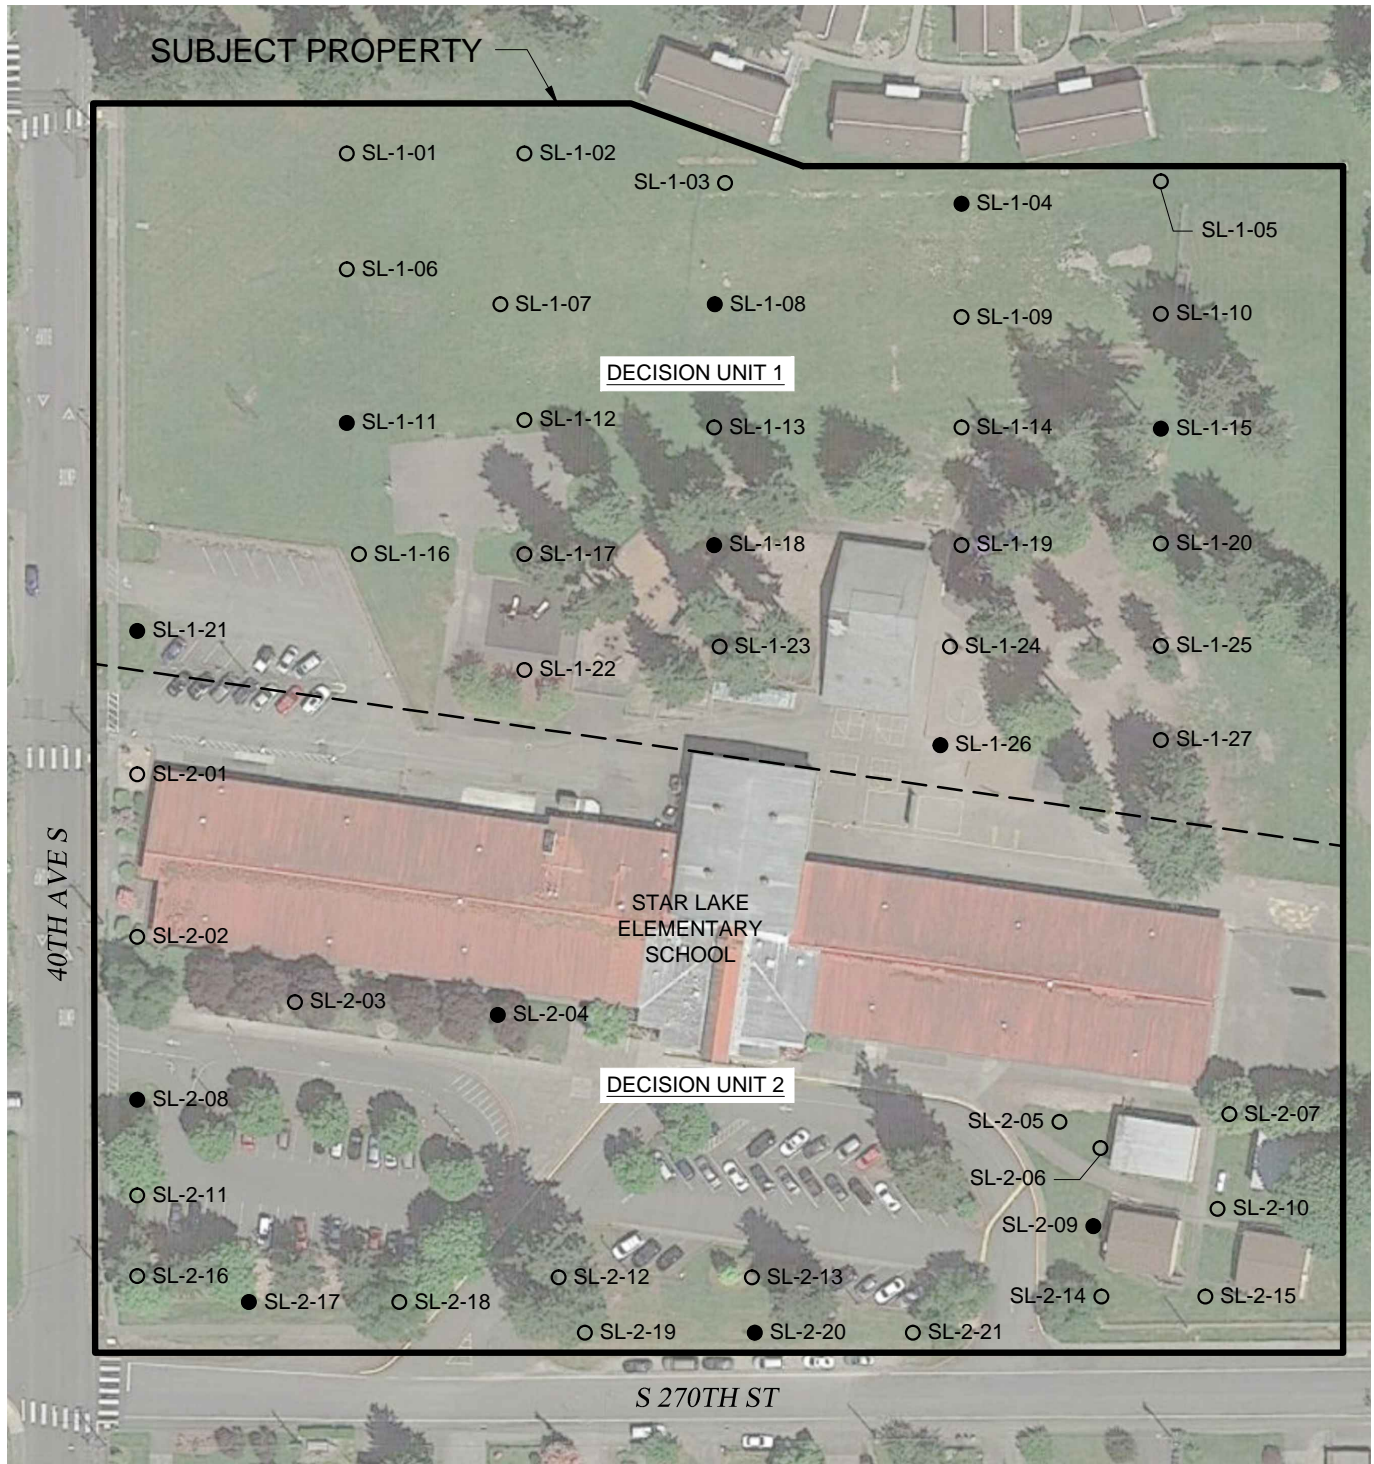 SUBJECT PROPERTY
SL-1-01
SL-1-02
SL-1-03
SL-1-04
SL-1-05
SL-1-06
SL-1-07
SL-1-08
SL-1-09
SL-1-10
DECISION UNIT 1
SL-1-11
SL-1-12
SL-1-13
SL-1-14
SL-1-15
SL-1-16
SL-1-17
SL-1-18
SL-1-19
SL-1-20
SL-1-21
SL-1-22
SL-1-23
SL-1-24
SL-1-25
SL-1-26
SL-1-27
SL-2-01
40TH AVE S
STAR LAKE
ELEMENTARY
SCHOOL
SL-2-02
SL-2-03
SL-2-04
DECISION UNIT 2
SL-2-05
SL-2-06
SL-2-07
SL-2-08
SL-2-09
SL-2-10
SL-2-11
SL-2-12
SL-2-13
SL-2-14
SL-2-15
SL-2-16
SL-2-17
SL-2-18
SL-2-19
SL-2-20
SL-2-21
S 270TH ST